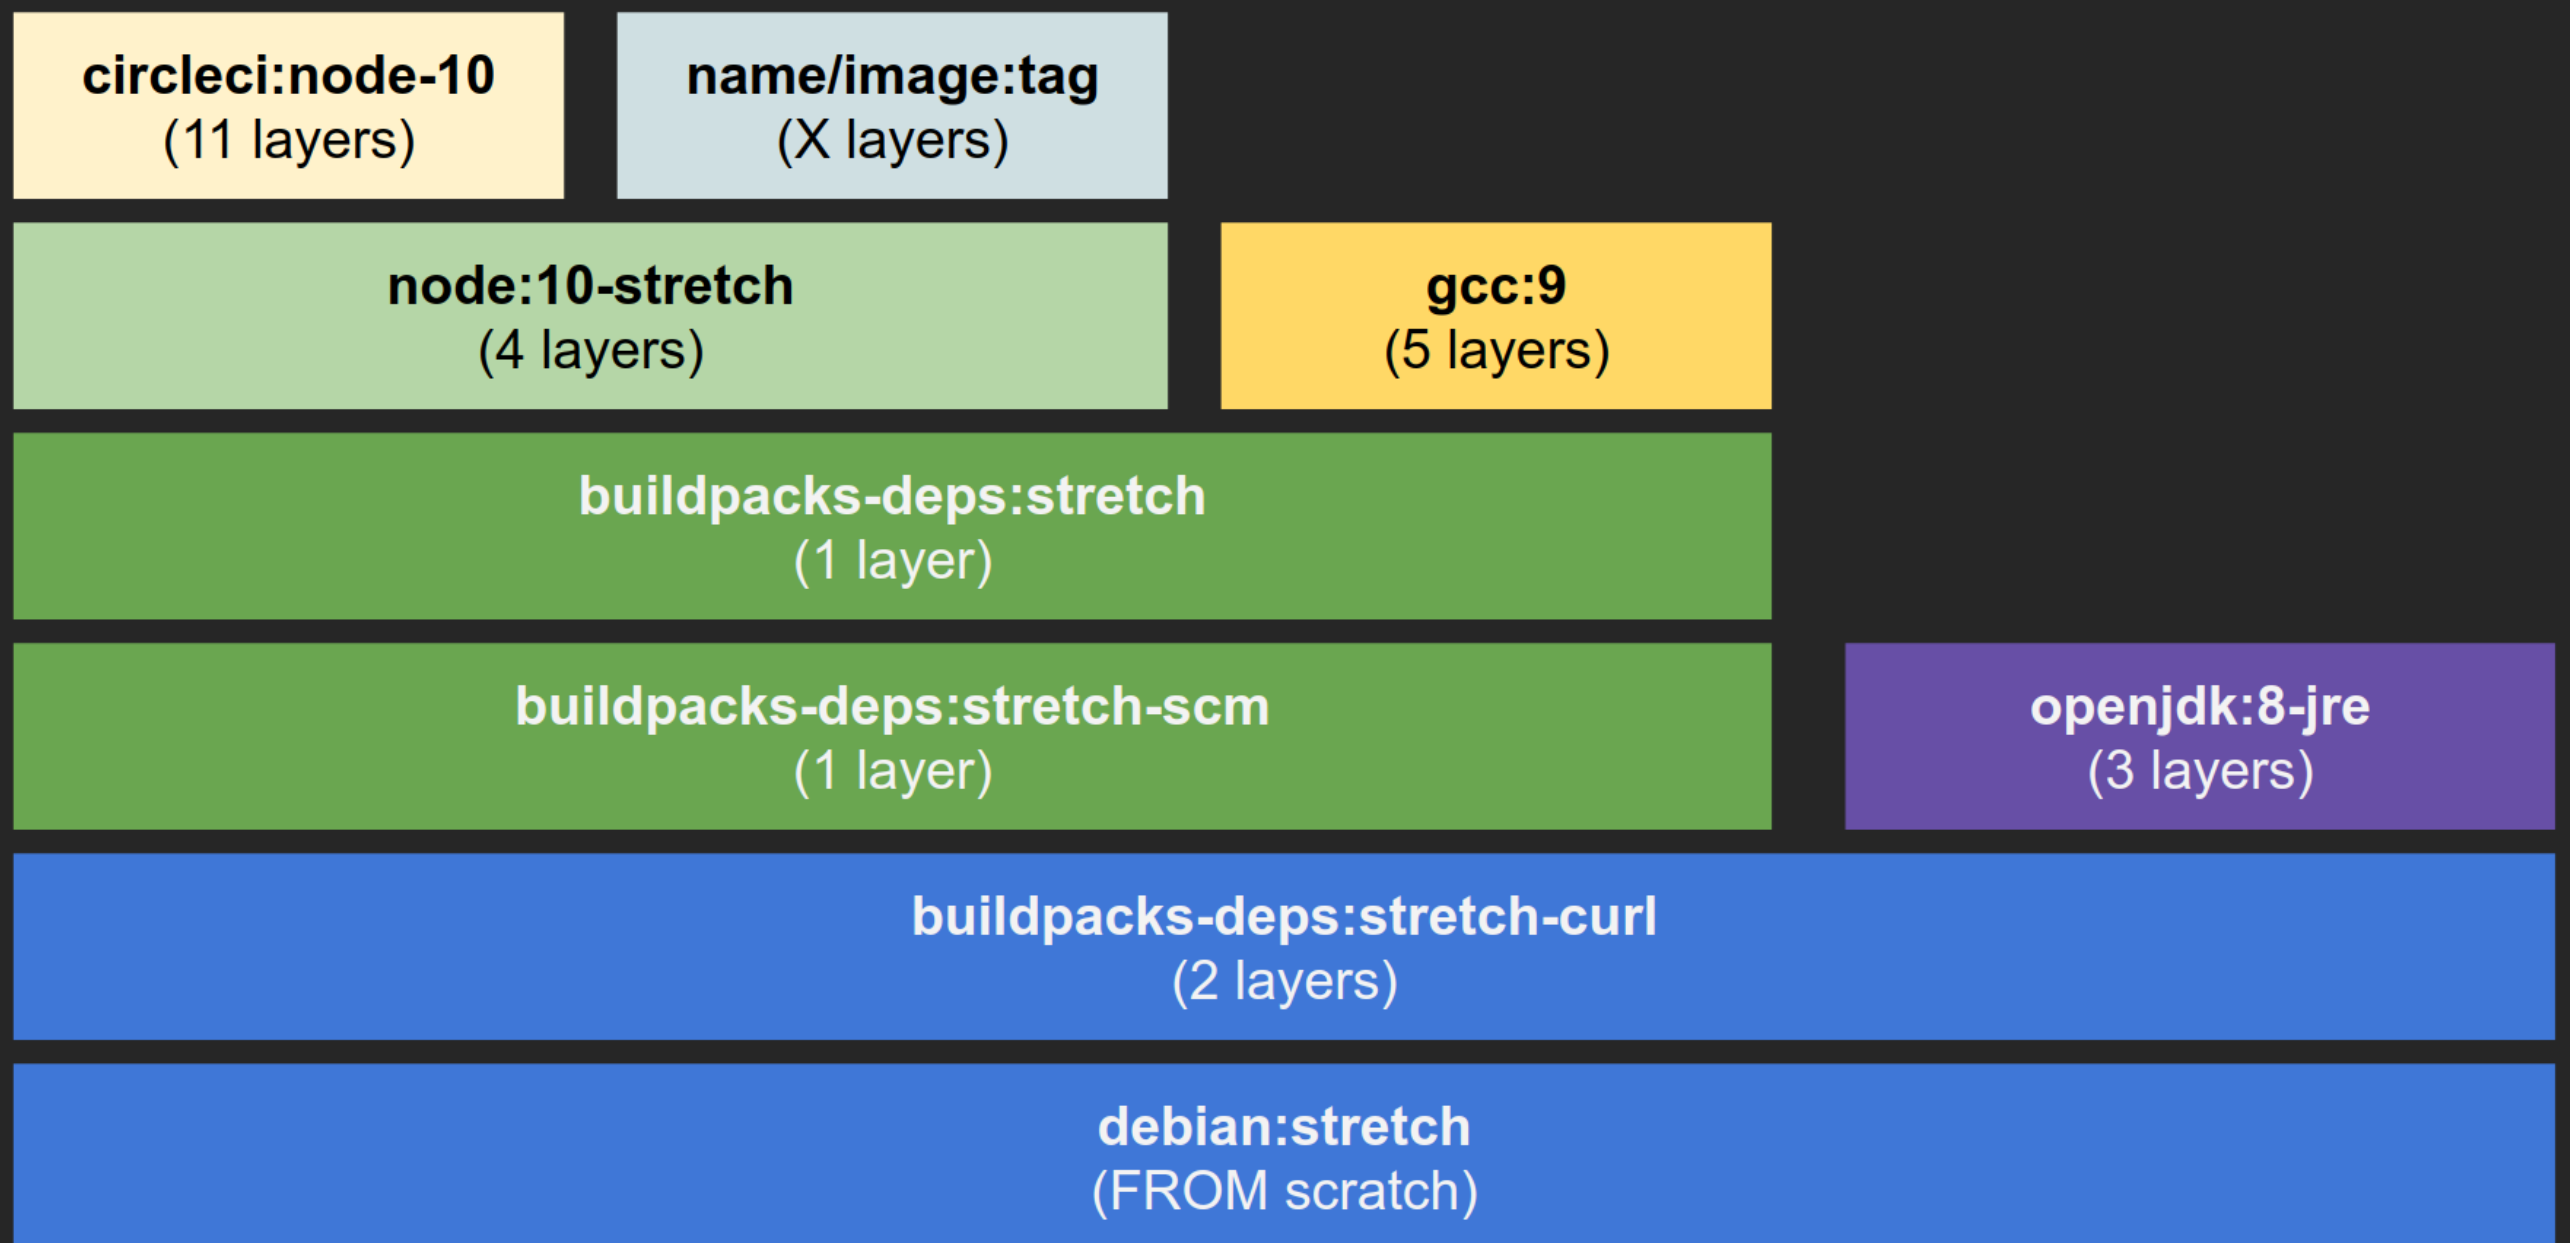 circleci:node-10
(11 layers)
name/image:tag
(X layers)
node:10-stretch
(4 layers)
gcc:9
(5 layers)
buildpacks-deps:stretch
(1 layer)
buildpacks-deps:stretch-scm
(1 layer)
openjdk:8-jre
(3 layers)
buildpacks-deps:stretch-curl
(2 layers)
debian:stretch
(FROM scratch)